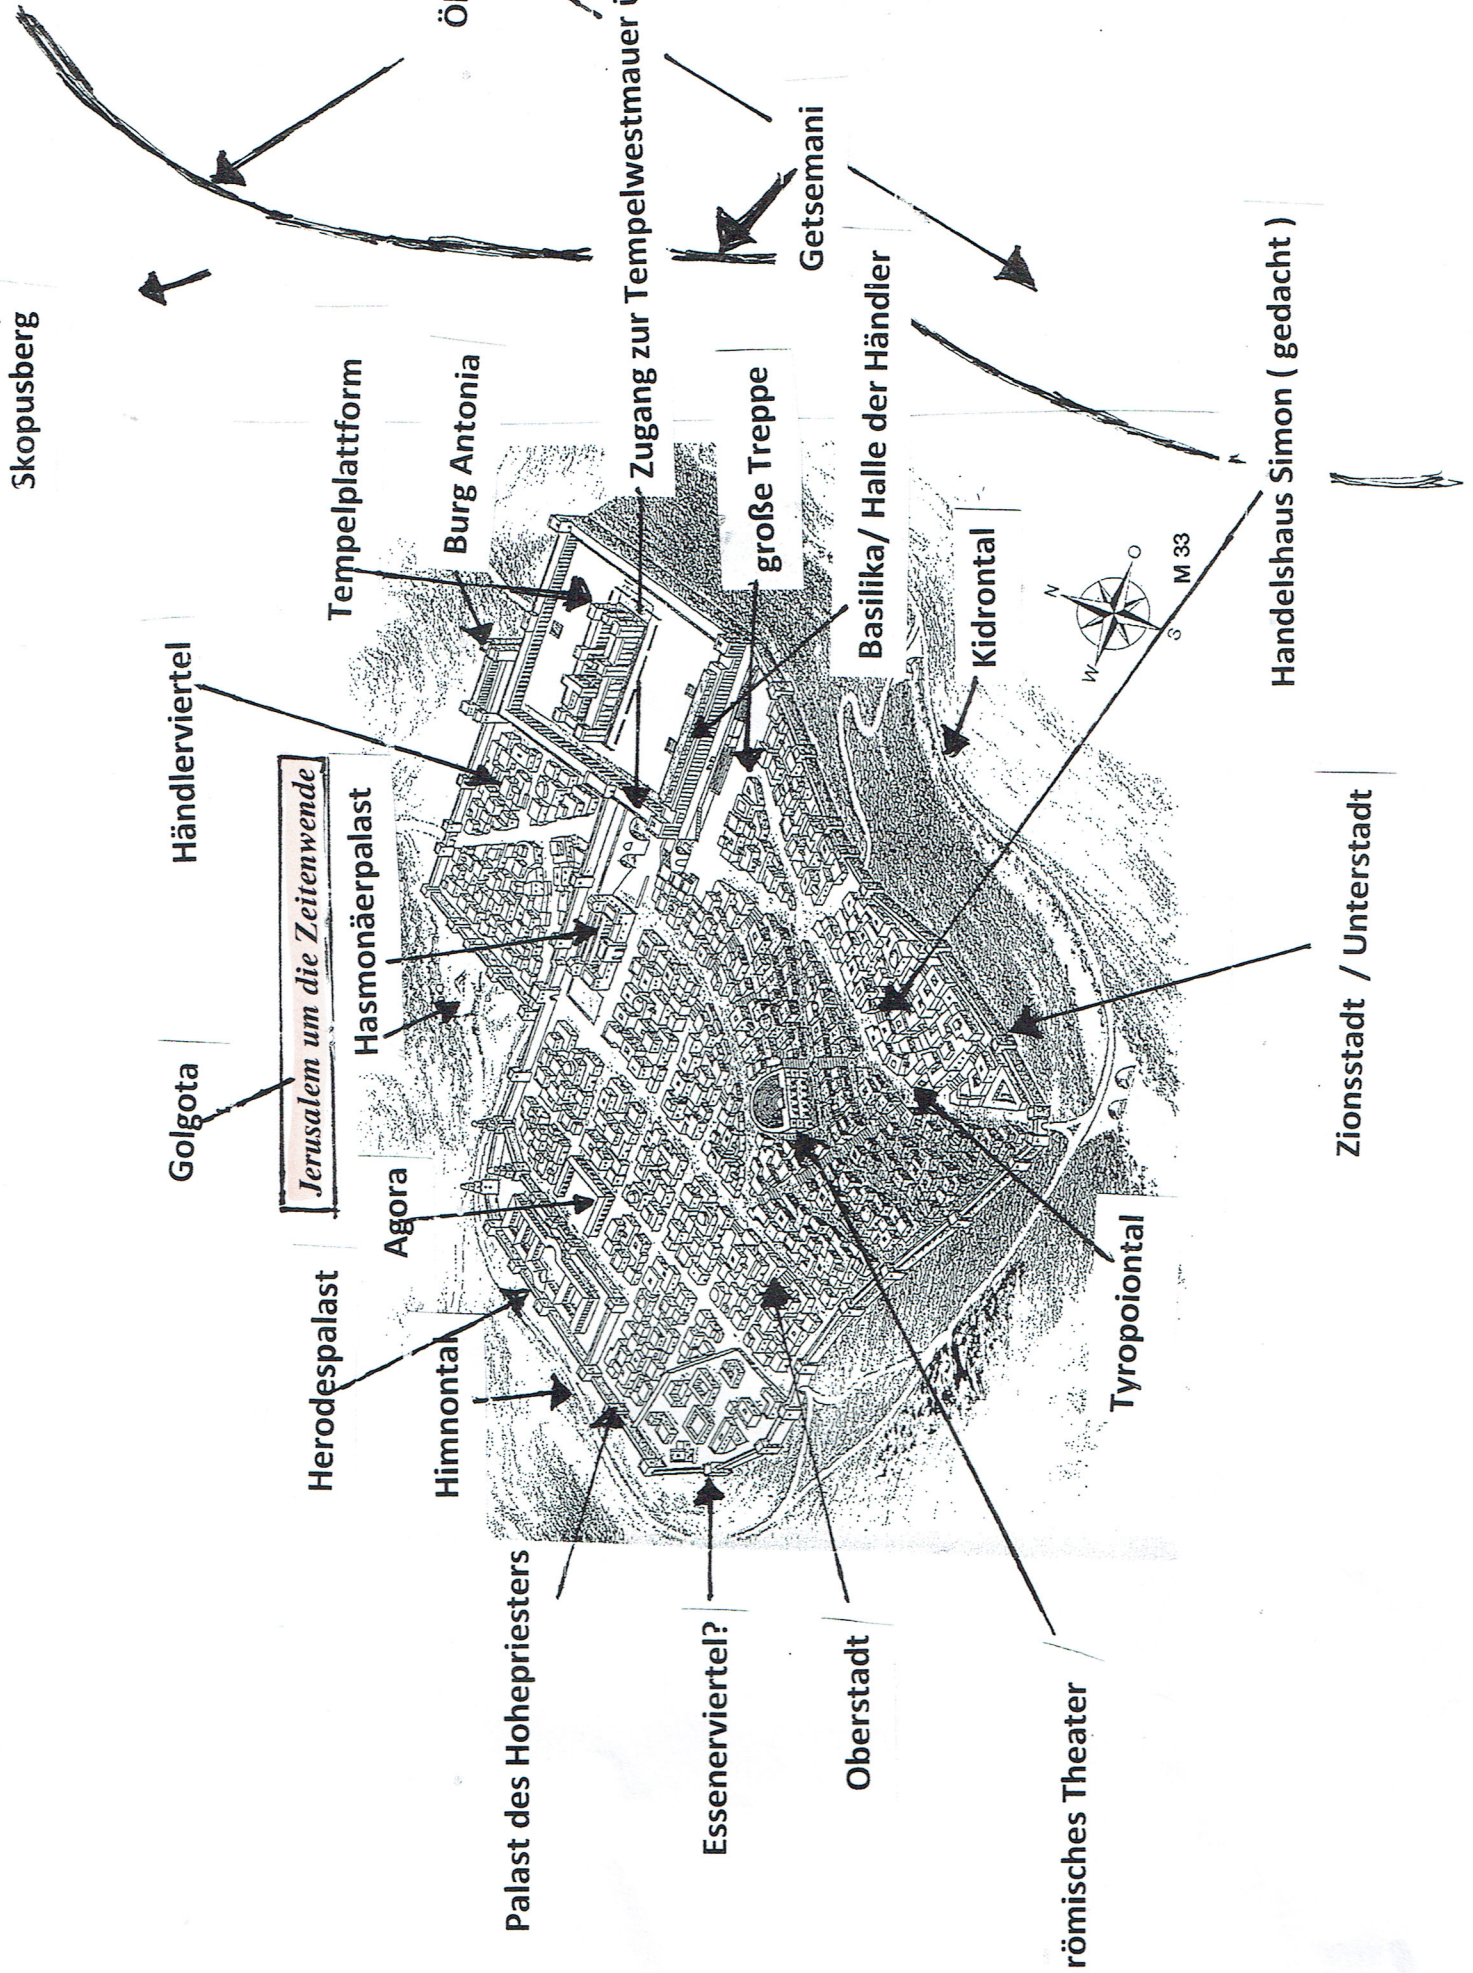 Skopusberg
Golgota
Händlerviertel
Jerusalem um die Zeitenwende
Herodespalast
Tempelplattform
Hasmonäerpalast
Agora
Himnontal
Burg Antonia
Palast des Hohepriesters
Zugang zur Tempelwestmauer
Essenerviertel?
große Treppe
Getsemani
Oberstadt
Basilika/ Halle der Händler
Kidrontal
N
W
O
S
römisches Theater
Tyropoiontal
M 33
Handelshaus Simon ( gedacht )
Zionsstadt / Unterstadt